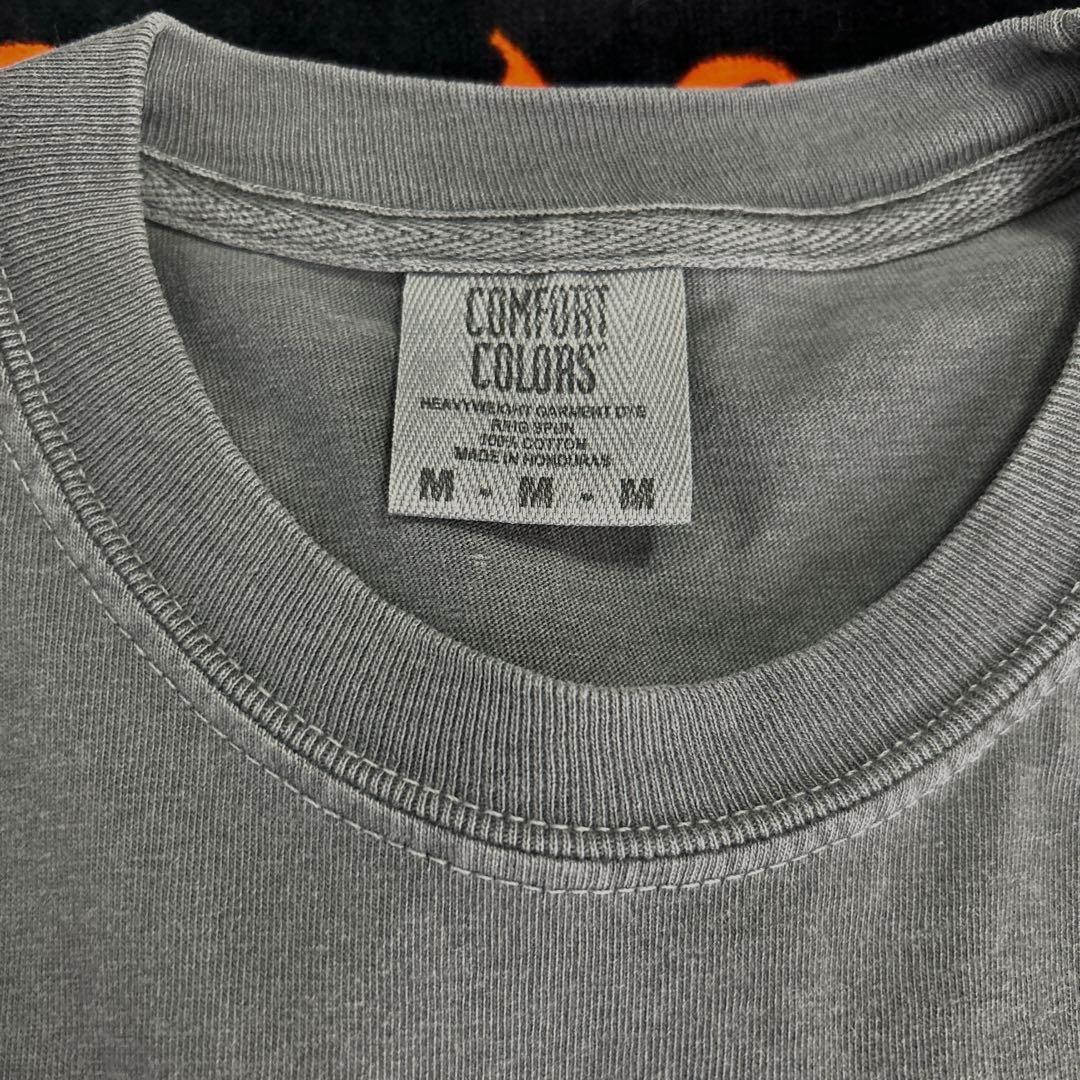 COMFORT
COLORS
HEAVYWEIGHT GARMENT DYE
RING SPUN
100% COTTON
MADE IN HONDURAS
M - M - M